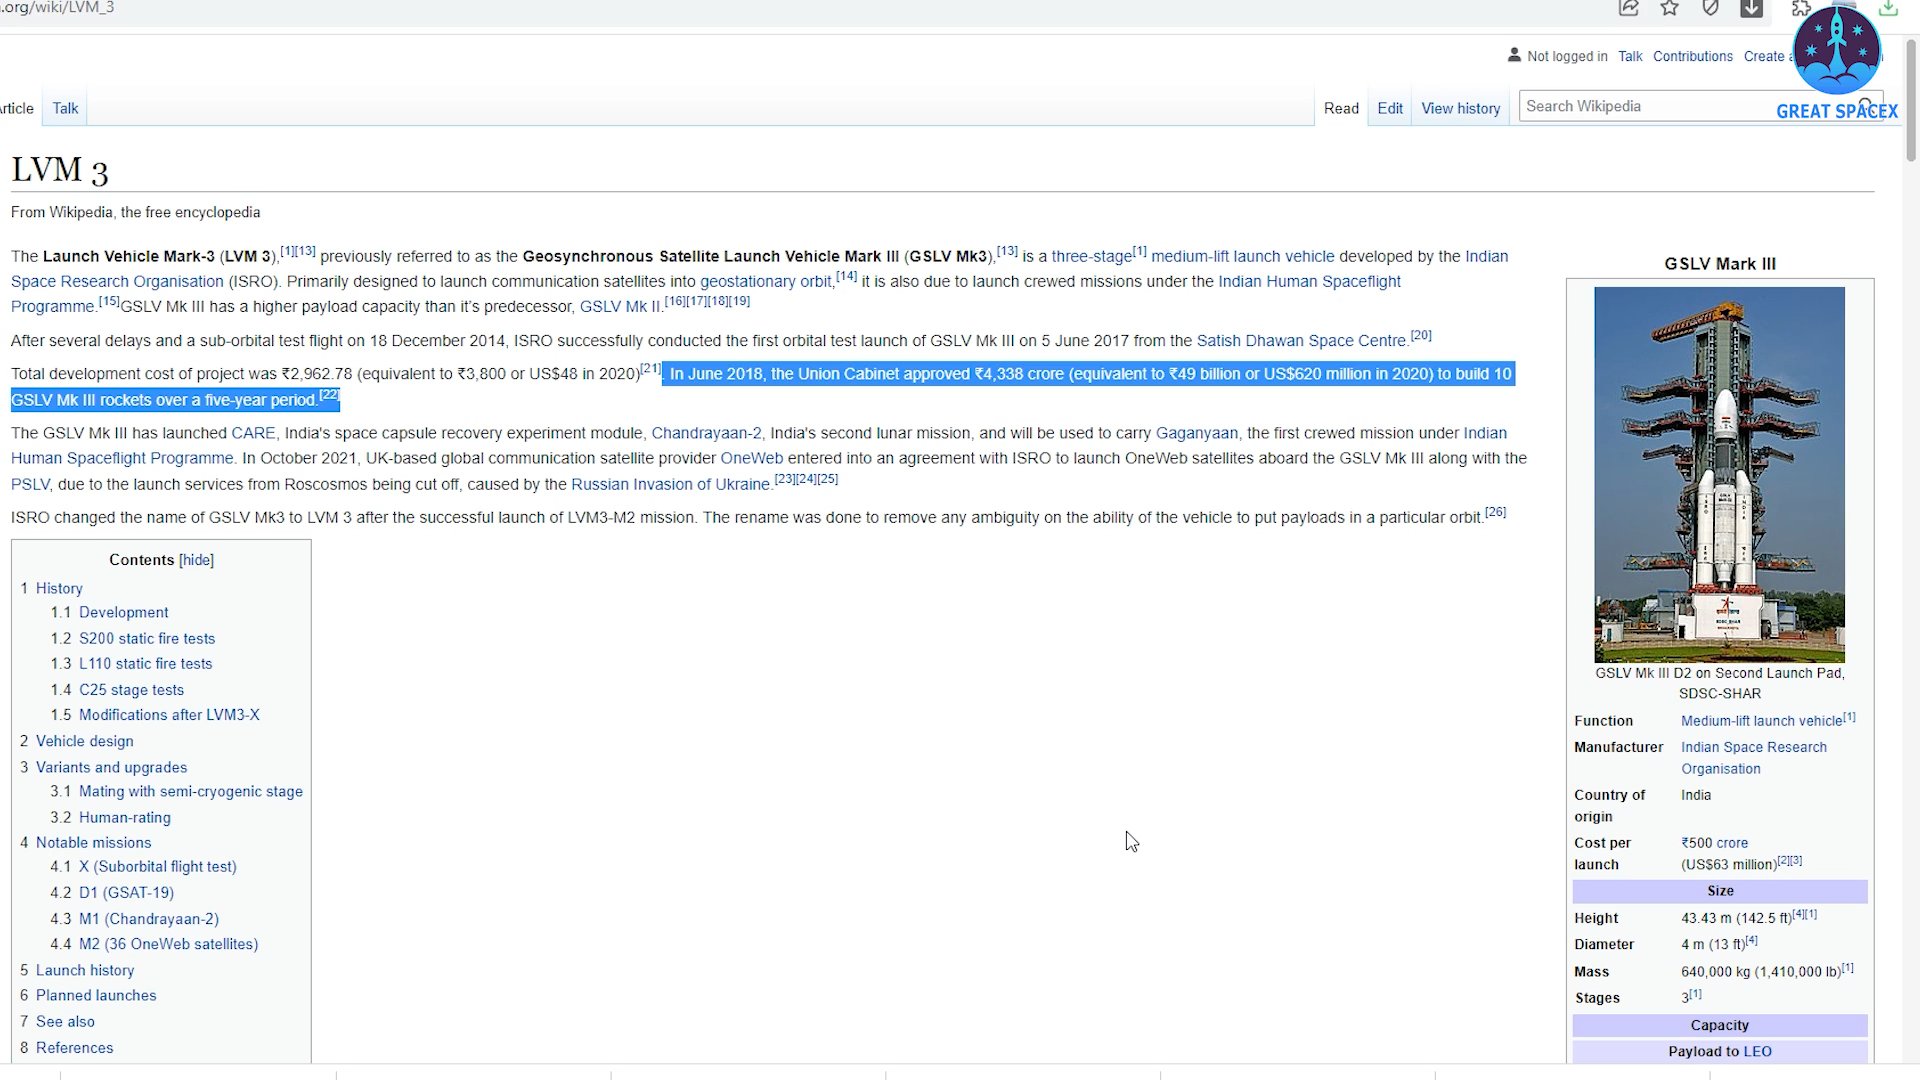 .org/wiki/LVM_3
Not logged in Talk Contributions Create
GREAT SPACEX
Article Talk
Read Edit View history Search Wikipedia
LVM 3
From Wikipedia, the free encyclopedia
The Launch Vehicle Mark-3 (LVM 3),[1][13] previously referred to as the Geosynchronous Satellite Launch Vehicle Mark III (GSLV Mk3),[13] is a three-stage[1] medium-lift launch vehicle developed by the Indian
Space Research Organisation (ISRO). Primarily designed to launch communication satellites into geostationary orbit,[14] it is also due to launch crewed missions under the Indian Human Spaceflight
Programme.[15]GSLV Mk III has a higher payload capacity than it's predecessor, GSLV Mk II.[16][17][18][19]
After several delays and a sub-orbital test flight on 18 December 2014, ISRO successfully conducted the first orbital test launch of GSLV Mk III on 5 June 2017 from the Satish Dhawan Space Centre.[20]
Total development cost of project was ₹2,962.78 (equivalent to ₹3,800 or US$48 in 2020)[21]. In June 2018, the Union Cabinet approved ₹4,338 crore (equivalent to ₹49 billion or US$620 million in 2020) to build 10
GSLV Mk III rockets over a five-year period.[22]
The GSLV Mk III has launched CARE, India's space capsule recovery experiment module, Chandrayaan-2, India's second lunar mission, and will be used to carry Gaganyaan, the first crewed mission under Indian
Human Spaceflight Programme. In October 2021, UK-based global communication satellite provider OneWeb entered into an agreement with ISRO to launch OneWeb satellites aboard the GSLV Mk III along with the
PSLV, due to the launch services from Roscosmos being cut off, caused by the Russian Invasion of Ukraine.[23][24][25]
ISRO changed the name of GSLV Mk3 to LVM 3 after the successful launch of LVM3-M2 mission. The rename was done to remove any ambiguity on the ability of the vehicle to put payloads in a particular orbit.[26]
Contents [hide]
1 History
1.1 Development
1.2 S200 static fire tests
1.3 L110 static fire tests
1.4 C25 stage tests
1.5 Modifications after LVM3-X
2 Vehicle design
3 Variants and upgrades
3.1 Mating with semi-cryogenic stage
3.2 Human-rating
4 Notable missions
4.1 X (Suborbital flight test)
4.2 D1 (GSAT-19)
4.3 M1 (Chandrayaan-2)
4.4 M2 (36 OneWeb satellites)
5 Launch history
6 Planned launches
7 See also
8 References
GSLV Mark III
GSLV Mk III D2 on Second Launch Pad,
SDSC-SHAR
Function Medium-lift launch vehicle[1]
Manufacturer Indian Space Research
Organisation
Country of India
origin
Cost per ₹500 crore
launch (US$63 million)[2][3]
Size
Height 43.43 m (142.5 ft)[4][1]
Diameter 4 m (13 ft)[4]
Mass 640,000 kg (1,410,000 lb)[1]
Stages 3[1]
Capacity
Payload to LEO